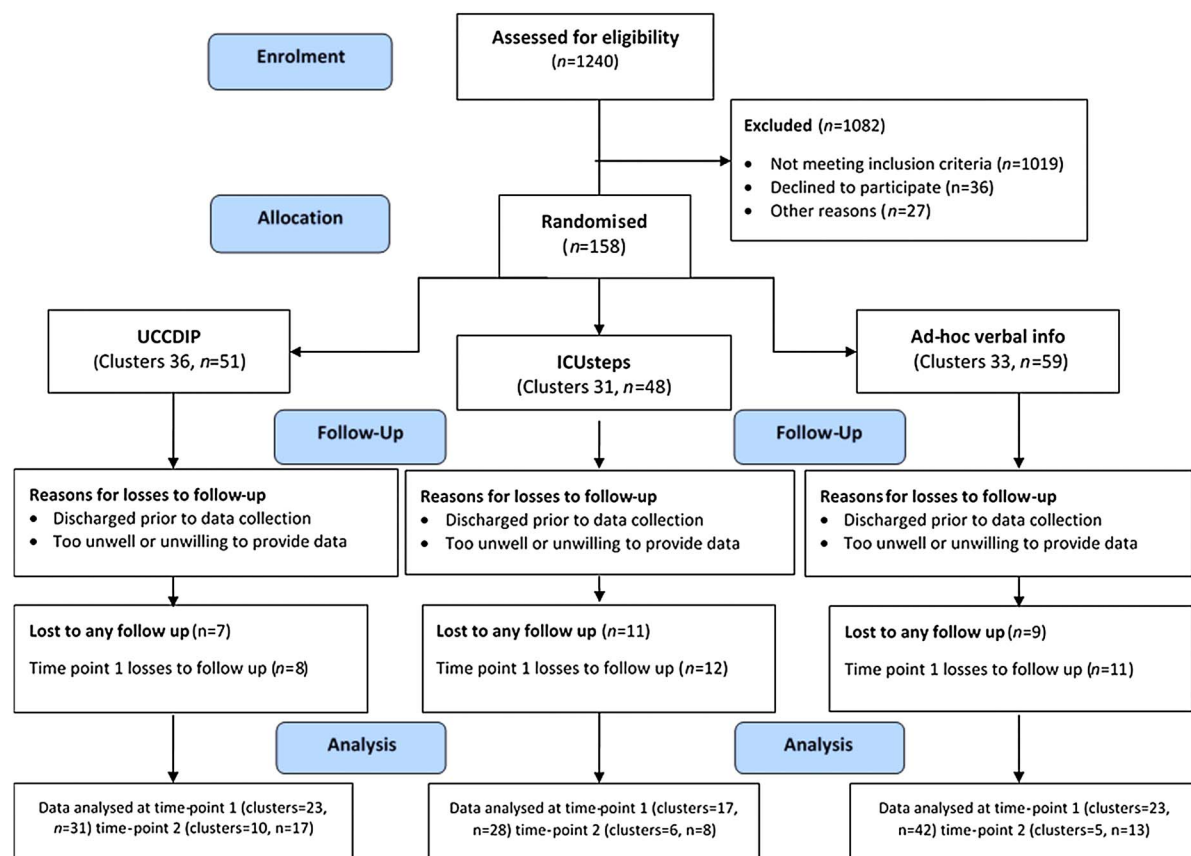 Enrolment
Assessed for eligibility
(n=1240)
Excluded (n=1082)
• Not meeting inclusion criteria (n=1019)
• Declined to participate (n=36)
• Other reasons (n=27)
Allocation
Randomised
(n=158)
UCCDIP
(Clusters 36, n=51)
ICUsteps
(Clusters 31, n=48)
Ad-hoc verbal info
(Clusters 33, n=59)
Follow-Up
Follow-Up
Reasons for losses to follow-up
• Discharged prior to data collection
• Too unwell or unwilling to provide data
Reasons for losses to follow-up
• Discharged prior to data collection
• Too unwell or unwilling to provide data
Reasons for losses to follow-up
• Discharged prior to data collection
• Too unwell or unwilling to provide data
Lost to any follow up (n=7)
Time point 1 losses to follow up (n=8)
Lost to any follow up (n=11)
Time point 1 losses to follow up (n=12)
Lost to any follow up (n=9)
Time point 1 losses to follow up (n=11)
Analysis
Analysis
Data analysed at time-point 1 (clusters=23,
n=31) time-point 2 (clusters=10, n=17)
Data analysed at time-point 1 (clusters=17,
n=28) time-point 2 (clusters=6, n=8)
Data analysed at time-point 1 (clusters=23,
n=42) time-point 2 (clusters=5, n=13)